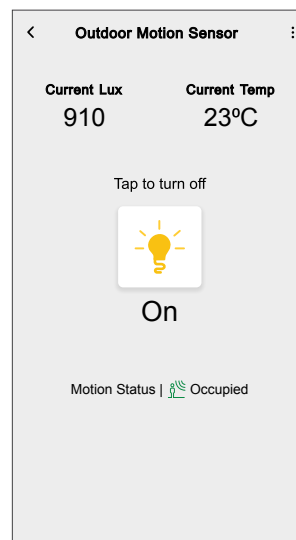 Outdoor Motion Sensor
Current Lux
Current Temp
910
23ºC
Tap to turn off
On
Motion Status | Occupied